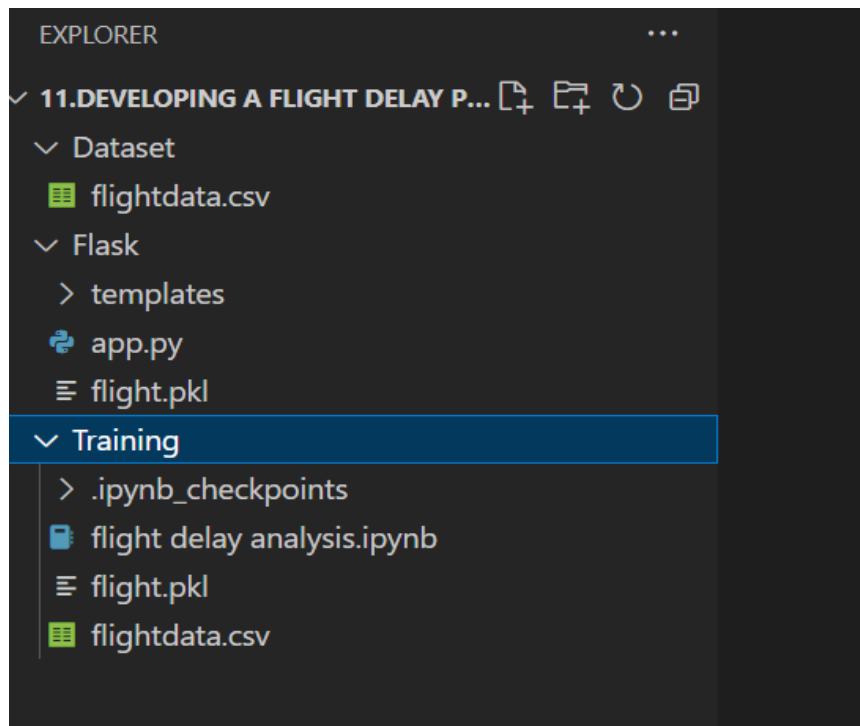 EXPLORER ...
11.DEVELOPING A FLIGHT DELAY P...
Dataset
flightdata.csv
Flask
templates
app.py
flight.pkl
Training
.ipynb_checkpoints
flight delay analysis.ipynb
flight.pkl
flightdata.csv